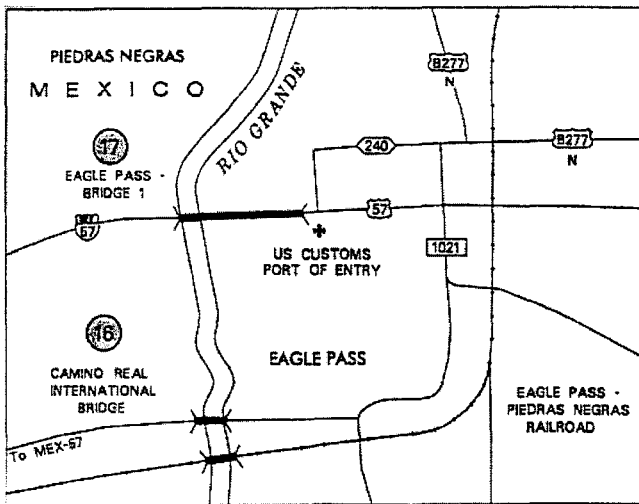 PIEDRAS NEGRAS
MEXICO
RIO GRANDE
B277
N
17
240
B277
N
EAGLE PASS -
BRIDGE 1
57
57
1021
US CUSTOMS
PORT OF ENTRY
16
EAGLE PASS
CAMINO REAL
INTERNATIONAL
BRIDGE
EAGLE PASS -
PIEDRAS NEGRAS
RAILROAD
To MEX-57